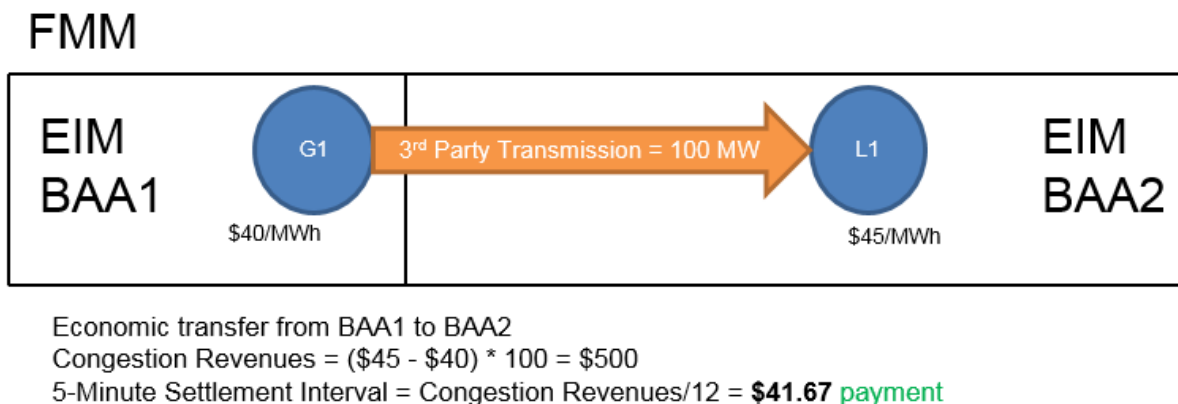 FMM
EIM
BAA1
G1
3rd Party Transmission = 100 MW
L1
EIM
BAA2
$40/MWh
$45/MWh
Economic transfer from BAA1 to BAA2
Congestion Revenues = ($45 - $40) * 100 = $500
5-Minute Settlement Interval = Congestion Revenues/12 = $41.67 payment